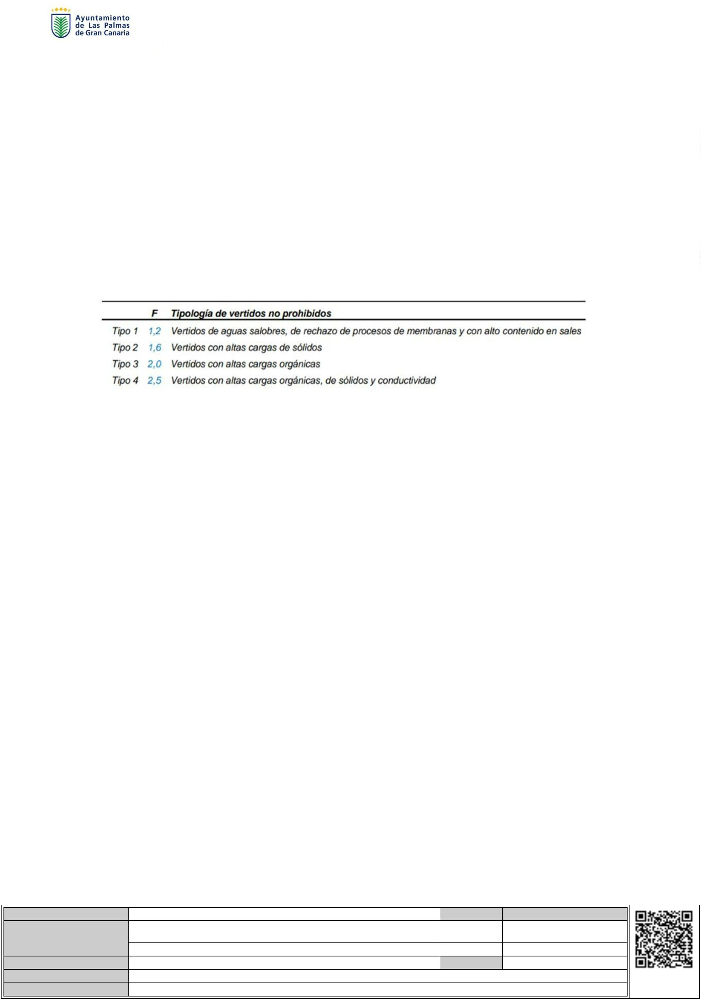 Ayuntamiento
de Las Palmas
de Gran Canaria
F Tipología de vertidos no prohibidos
Tipo 1 1,2 Vertidos de aguas salobres, de rechazo de procesos de membranas y con alto contenido en sales
Tipo 2 1,6 Vertidos con altas cargas de sólidos
Tipo 3 2,0 Vertidos con altas cargas orgánicas
Tipo 4 2,5 Vertidos con altas cargas orgánicas, de sólidos y conductividad